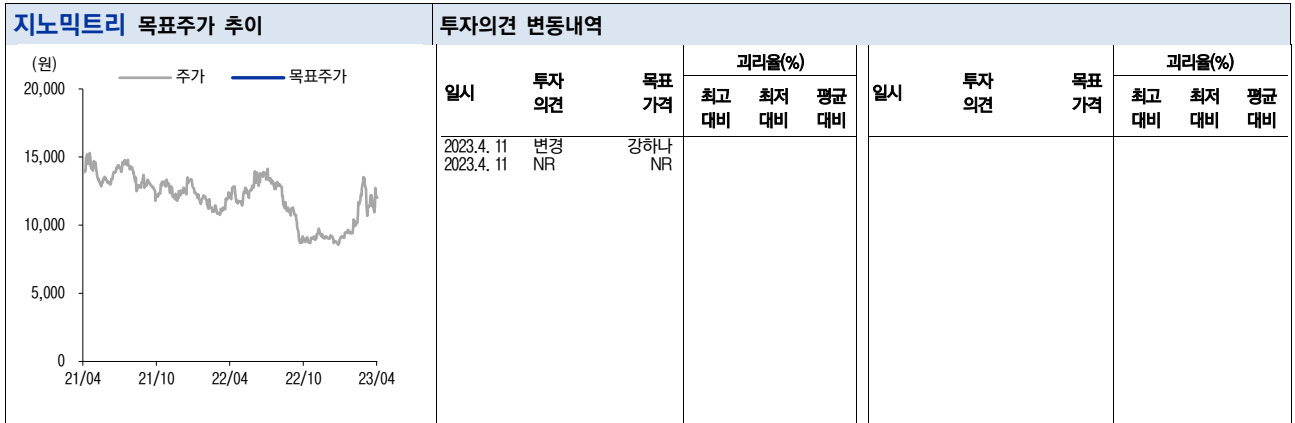 지노믹트리 목표주가 추이
(원)
주가
목표주가
20,000
15,000
10,000
5,000
0
21/04 21/10 22/04 22/10 23/04
투자의견 변동내역
일시 투자의견 목표가격 괴리율(%)
최고대비 최저대비 평균대비
2023.4. 11 변경 강하나
2023.4. 11 NR NR
일시 투자의견 목표가격 괴리율(%)
최고대비 최저대비 평균대비